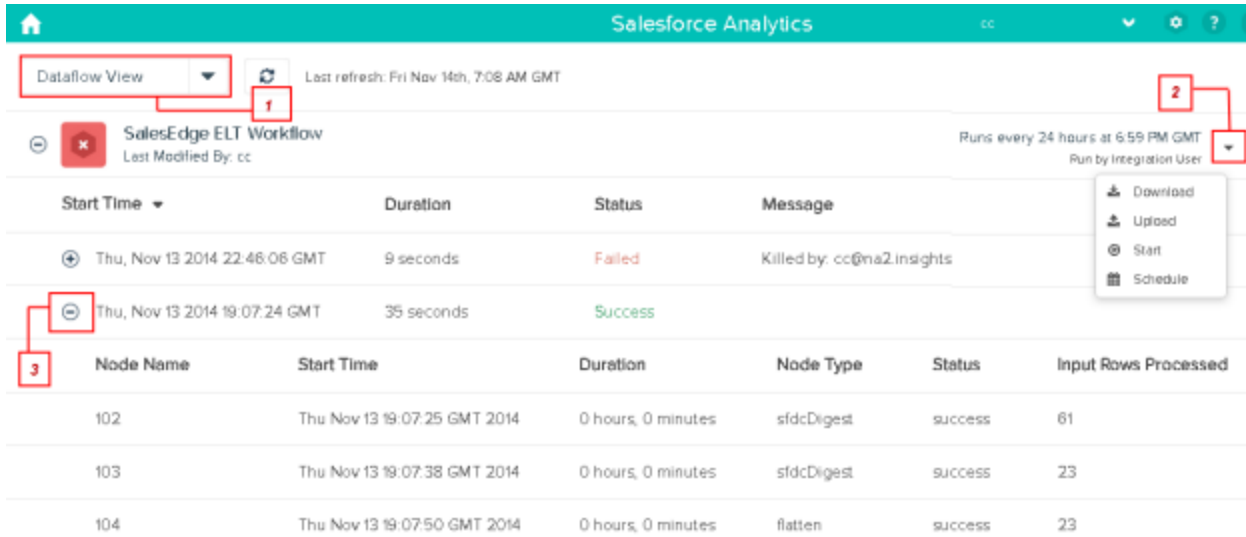 Salesforce Analytics cc ?
Dataflow View Last refresh: Fri Nov 14th, 7:08 AM GMT
1
2
SalesEdge ELT Workflow
Last Modified By: cc
Runs every 24 hours at 6:59 PM GMT
Run by Integration User
Download
Upload
Start
Schedule
Start Time Duration Status Message
Thu, Nov 13 2014 22:46:06 GMT 9 seconds Failed Killed by: cc@na2.insights
Thu, Nov 13 2014 19:07:24 GMT 35 seconds Success
3
Node Name Start Time Duration Node Type Status Input Rows Processed
102 Thu Nov 13 19:07:25 GMT 2014 0 hours, 0 minutes sfdcDigest success 61
103 Thu Nov 13 19:07:38 GMT 2014 0 hours, 0 minutes sfdcDigest success 23
104 Thu Nov 13 19:07:50 GMT 2014 0 hours, 0 minutes flatten success 23